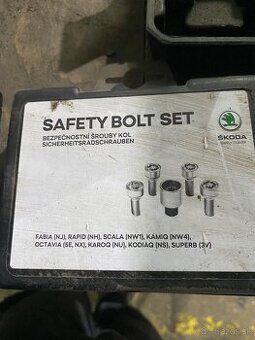 SAFETY BOLT SET
BEZPEČNOSTNÍ ŠROUBY KOL
SICHERHEITSRADSCHRAUBEN
ŠKODA
FABIA (NJ), RAPID (NH), SCALA (NW1), KAMIQ (NW4),
OCTAVIA (5E, NX), KAROQ (NU), KODIAQ (NS), SUPERB (3V)